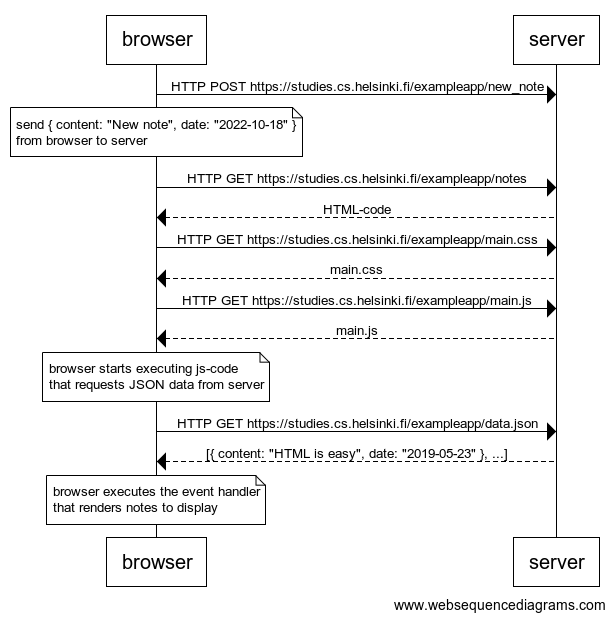 browser
server
HTTP POST https://studies.cs.helsinki.fi/exampleapp/new_note
send { content: "New note", date: "2022-10-18" }
from browser to server
HTTP GET https://studies.cs.helsinki.fi/exampleapp/notes
HTML-code
HTTP GET https://studies.cs.helsinki.fi/exampleapp/main.css
main.css
HTTP GET https://studies.cs.helsinki.fi/exampleapp/main.js
main.js
browser starts executing js-code
that requests JSON data from server
HTTP GET https://studies.cs.helsinki.fi/exampleapp/data.json
[{ content: "HTML is easy", date: "2019-05-23" }, ...]
browser executes the event handler
that renders notes to display
browser
server
www.websequencediagrams.com